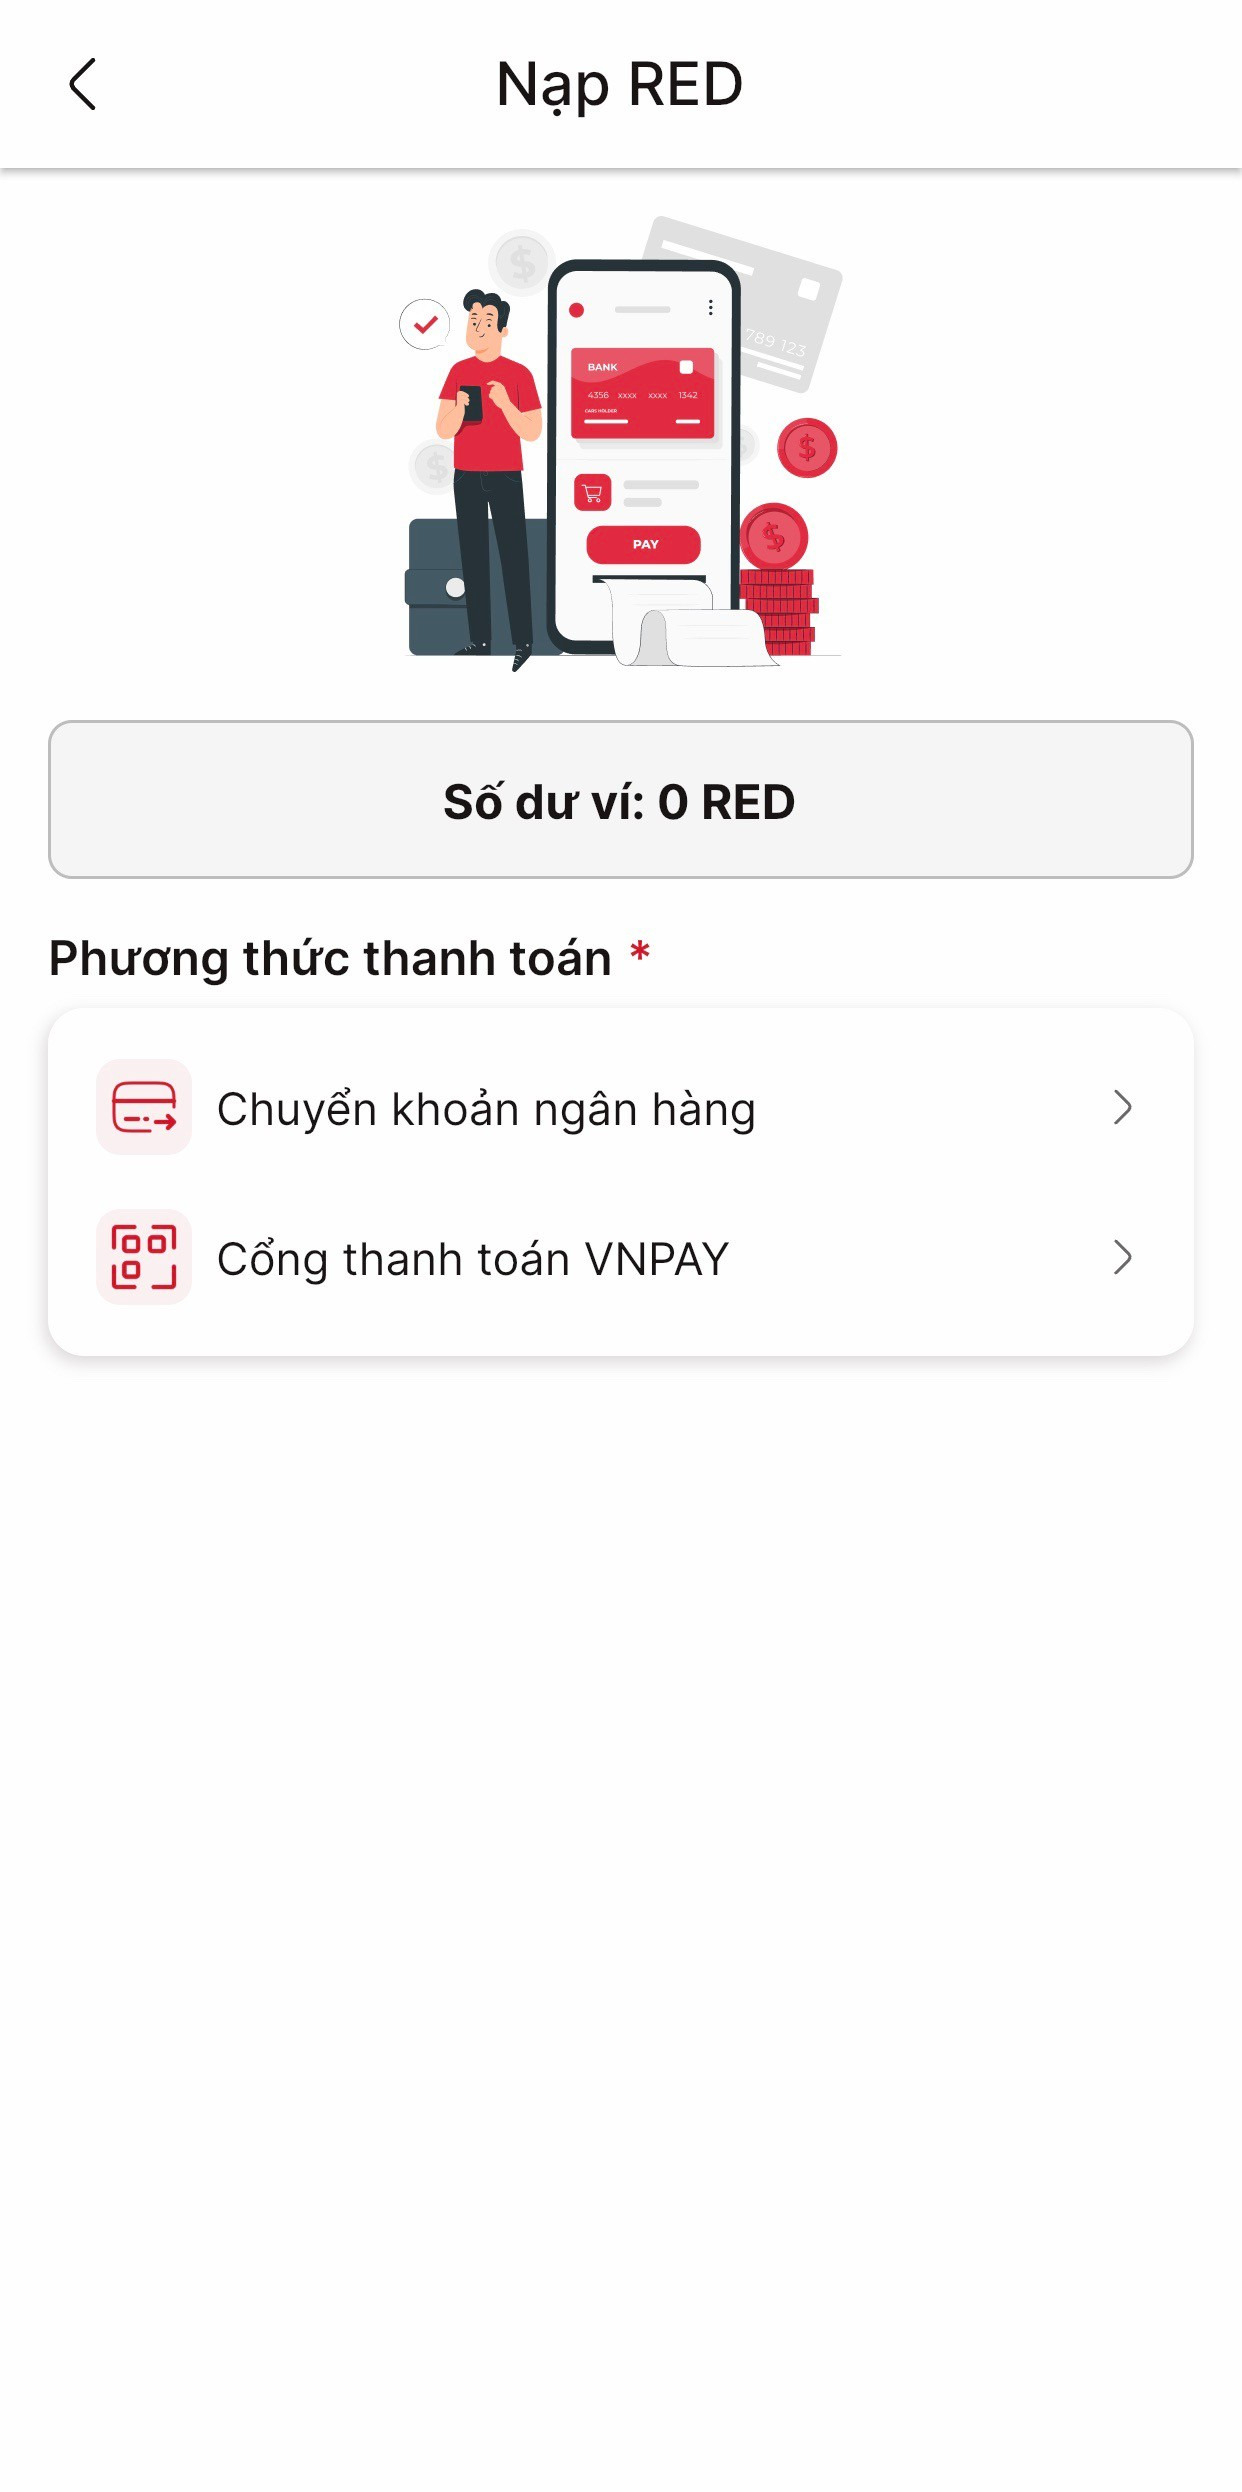 Nạp RED
789 123
BANK
4356 xxxx xxxx 1342
CARS HOLDER
PAY
Số dư ví: 0 RED
Phương thức thanh toán *
Chuyển khoản ngân hàng
Cổng thanh toán VNPAY